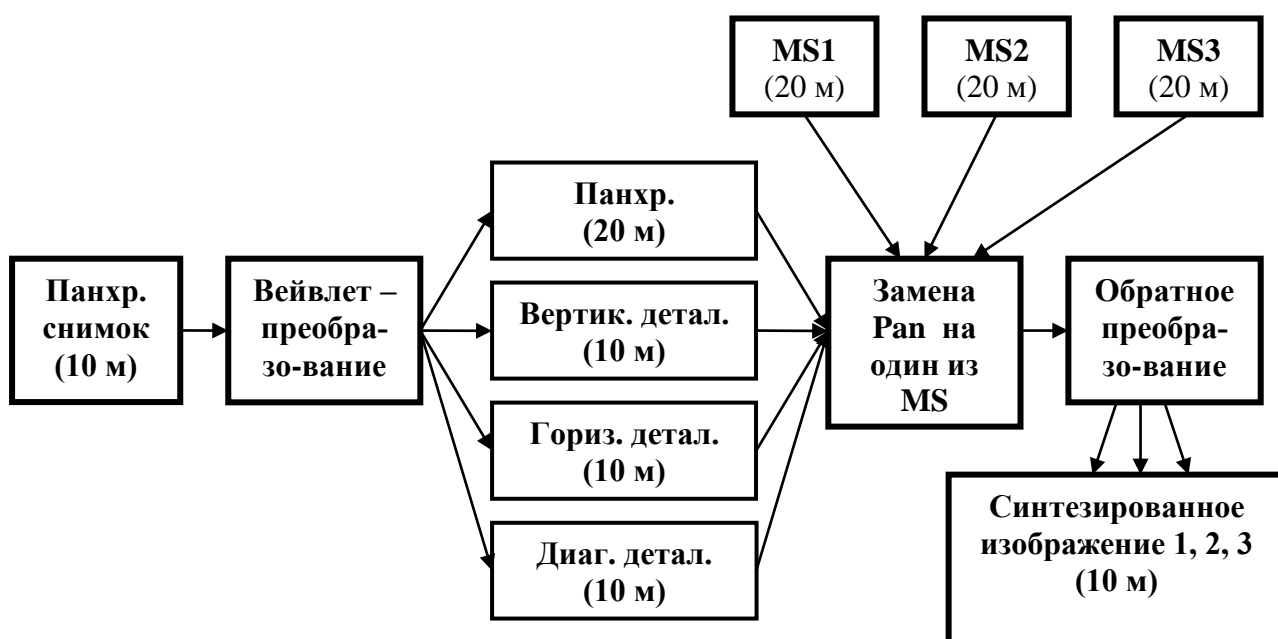 MS1
(20 м)
MS2
(20 м)
MS3
(20 м)
Панхр.
снимок
(10 м)
Вейвлет –
преобра-
зо-вание
Панхр.
(20 м)
Вертик. детал.
(10 м)
Гориз. детал.
(10 м)
Диаг. детал.
(10 м)
Замена
Pan на
один из
MS
Обратное
преобра-
зо-вание
Синтезированное
изображение 1, 2, 3
(10 м)